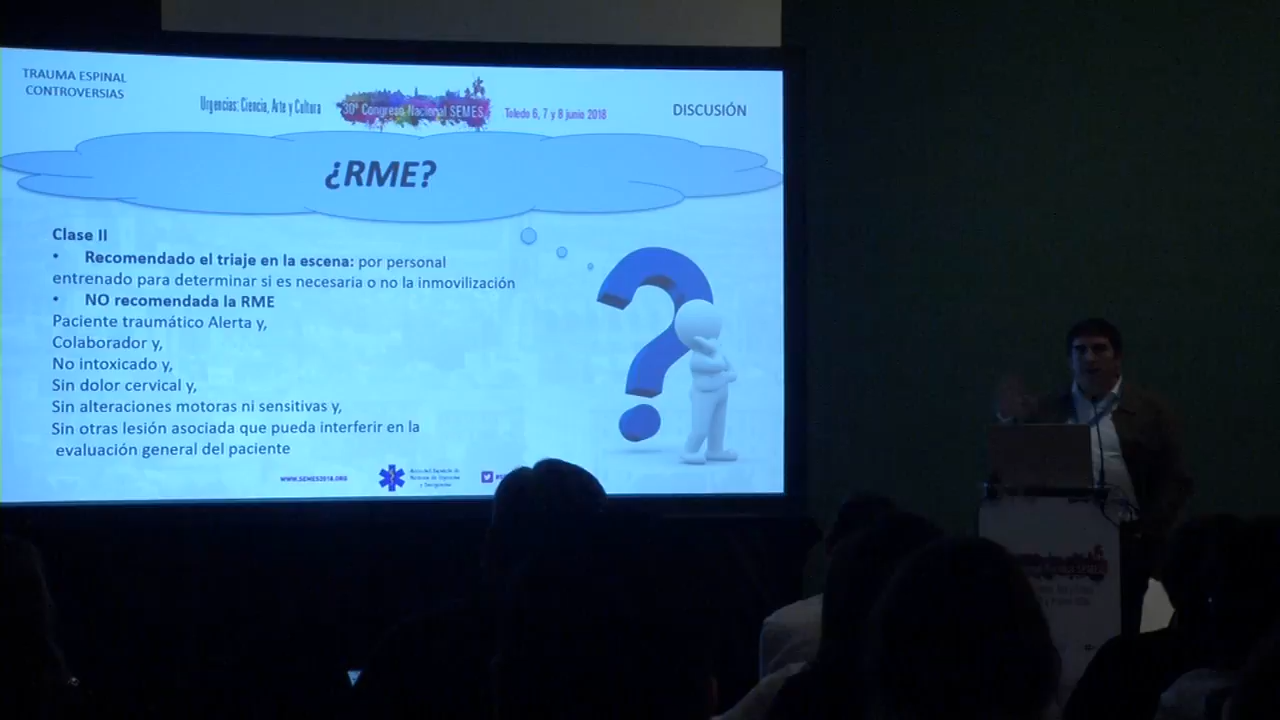 TRAUMA ESPINAL
CONTROVERSIAS
Urgencias: Ciencia, Arte y Cultura
30º Congreso Nacional SEMES
Toledo 6, 7 y 8 junio 2018
DISCUSIÓN
¿RME?
Clase II
• Recomendado el triaje en la escena: por personal
entrenado para determinar si es necesaria o no la inmovilización
• NO recomendada la RME
Paciente traumático Alerta y,
Colaborador y,
No intoxicado y,
Sin dolor cervical y,
Sin alteraciones motoras ni sensitivas y,
Sin otras lesión asociada que pueda interferir en la
evaluación general del paciente
WWW.SEMES2018.ORG